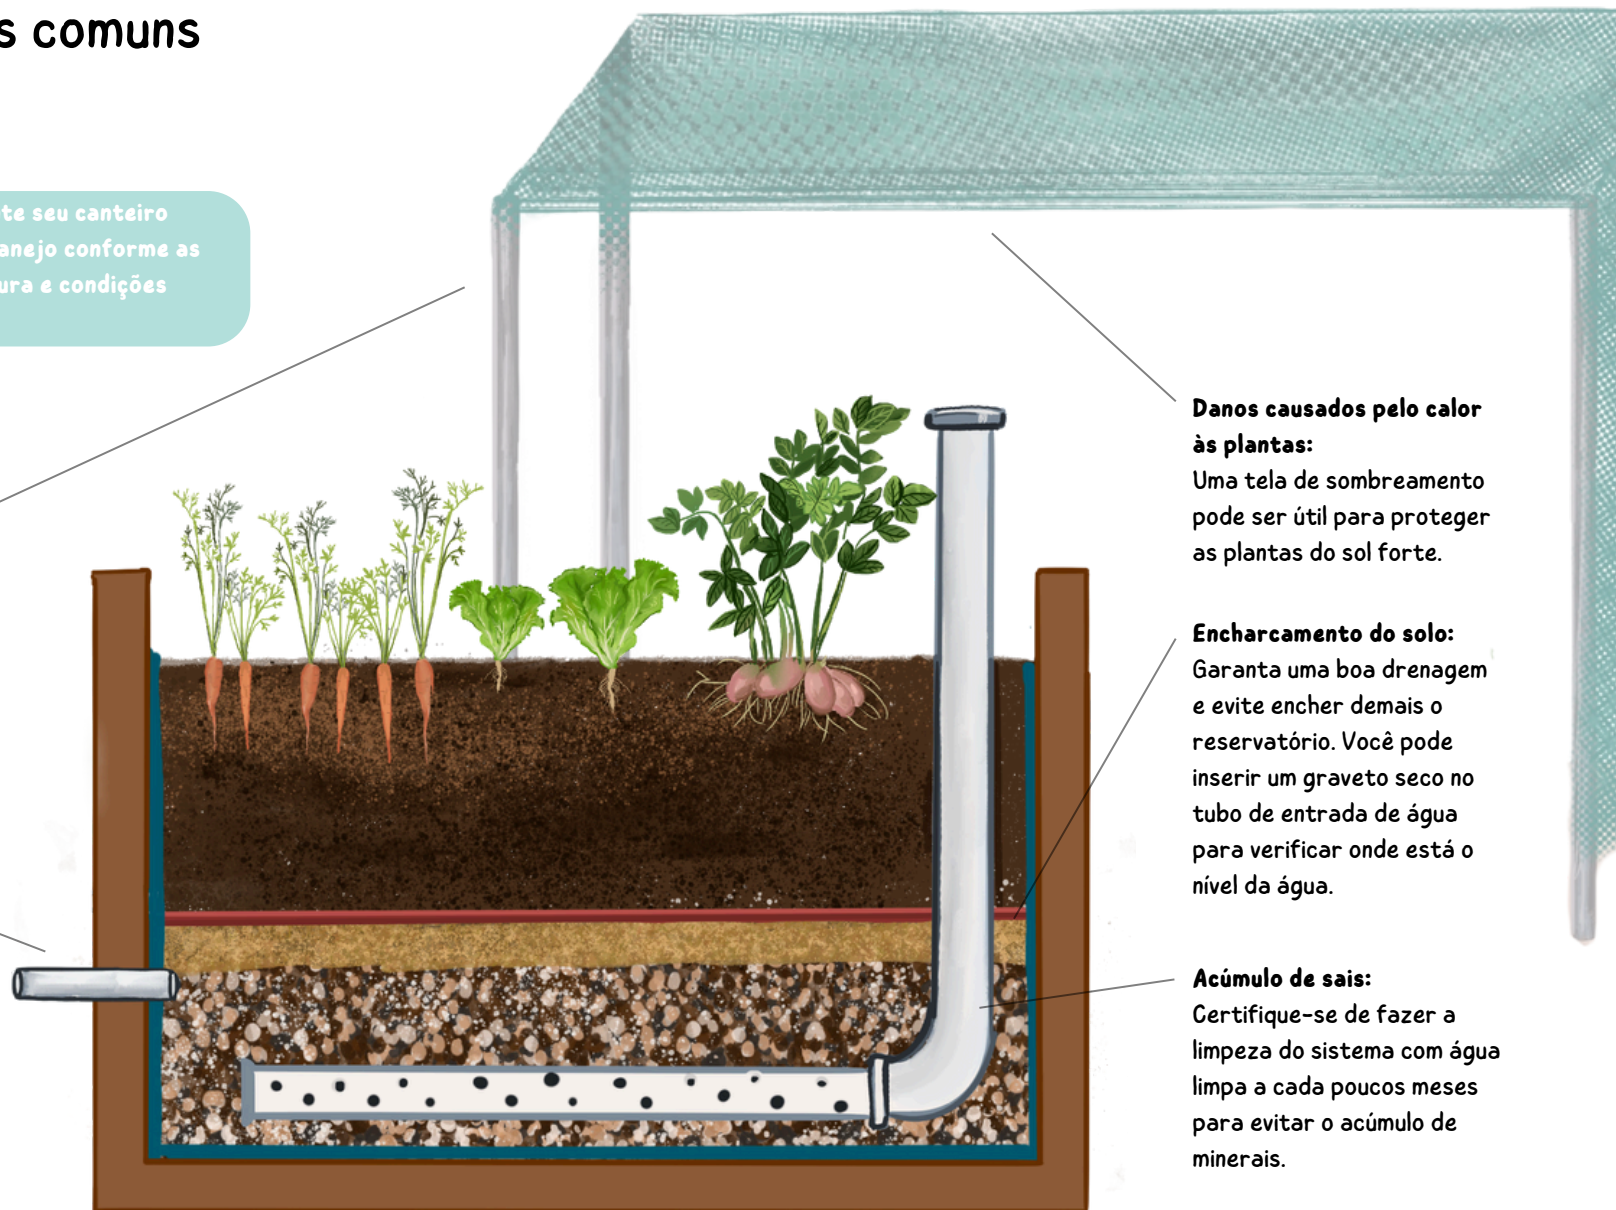 s comuns
te seu canteiro
anejo conforme as
ura e condições
Danos causados pelo calor
às plantas:
Uma tela de sombreamento
pode ser útil para proteger
as plantas do sol forte.
Encharcamento do solo:
Garanta uma boa drenagem
e evite encher demais o
reservatório. Você pode
inserir um graveto seco no
tubo de entrada de água
para verificar onde está o
nível da água.
Acúmulo de sais:
Certifique-se de fazer a
limpeza do sistema com água
limpa a cada poucos meses
para evitar o acúmulo de
minerais.